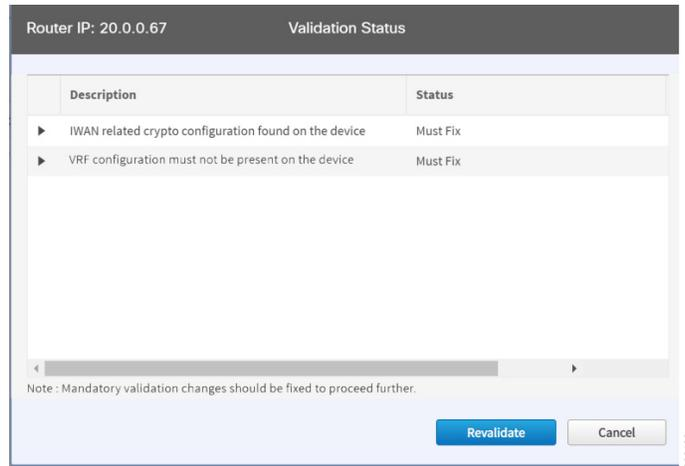 Router IP: 20.0.0.67 Validation Status
Description Status
IWAN related crypto configuration found on the device Must Fix
VRF configuration must not be present on the device Must Fix
Note : Mandatory validation changes should be fixed to proceed further.
Revalidate Cancel